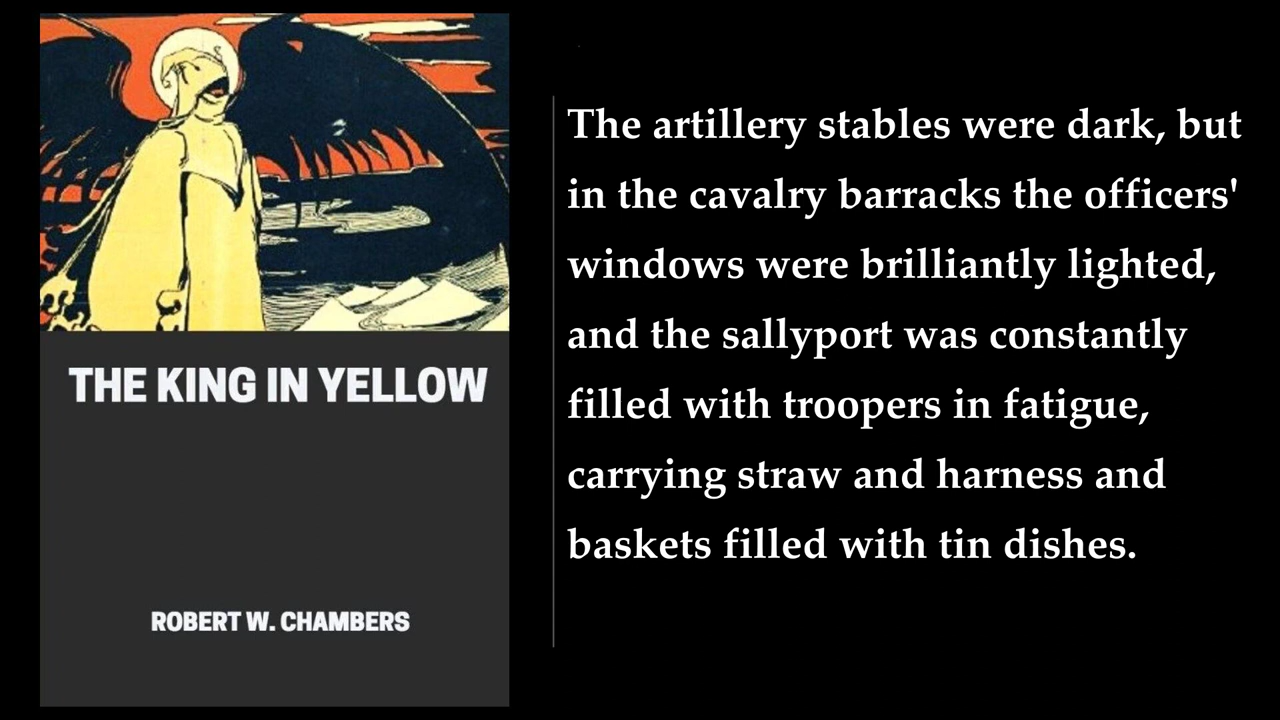 THE KING IN YELLOW
ROBERT W. CHAMBERS
The artillery stables were dark, but
in the cavalry barracks the officers'
windows were brilliantly lighted,
and the sallyport was constantly
filled with troopers in fatigue,
carrying straw and harness and
baskets filled with tin dishes.